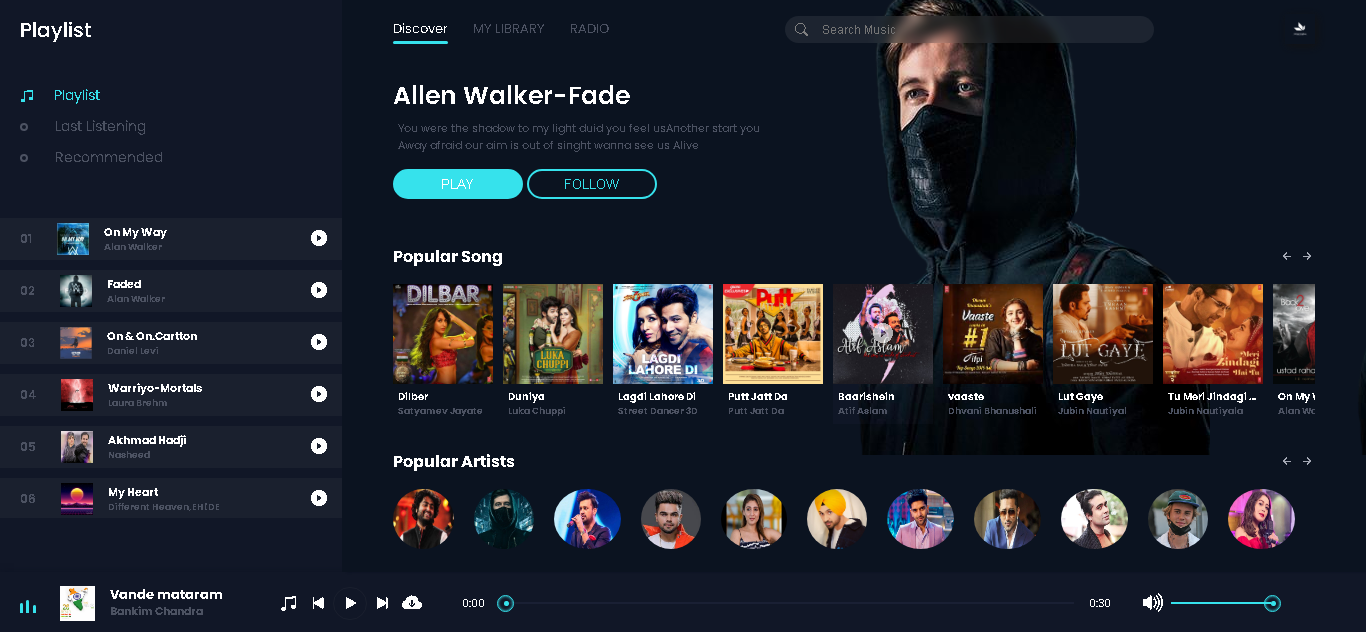 Playlist
Playlist
Last Listening
Recommended
01
On My Way
Alan Walker
02
Faded
Alan Walker
03
On & On.Cartton
Daniel Levi
04
Warriyo-Mortals
Laura Brehm
05
Akhmad Hadji
Nasheed
06
My Heart
Different Heaven,EH!DE
Discover MY LIBRARY RADIO
Search Music
Allen Walker-Fade
You were the shadow to my light duid you feel usAnother start you
Away afraid our aim is out of singht wanna see us Alive
PLAY FOLLOW
Popular Song
DILBAR
LUKA
CHUPPI
LAGDI
LAHORE DI
3D
Putt
Vaaste
#1
LUT GAYE
Meri
Zindagi
Hai Tu
ustad raha
Dilber
Satyamev Jayate
Duniya
Luka Chuppi
Lagdi Lahore Di
Street Dancer 3D
Putt Jatt Da
Putt Jatt Da
Baarishein
Atif Aslam
vaaste
Dhvani Bhanushali
Lut Gaye
Jubin Nautiyal
Tu Meri Jindagi ...
Jubin Nautiyala
On My
Alan
Popular Artists
Vande mataram
Bankim Chandra
0:00
0:30